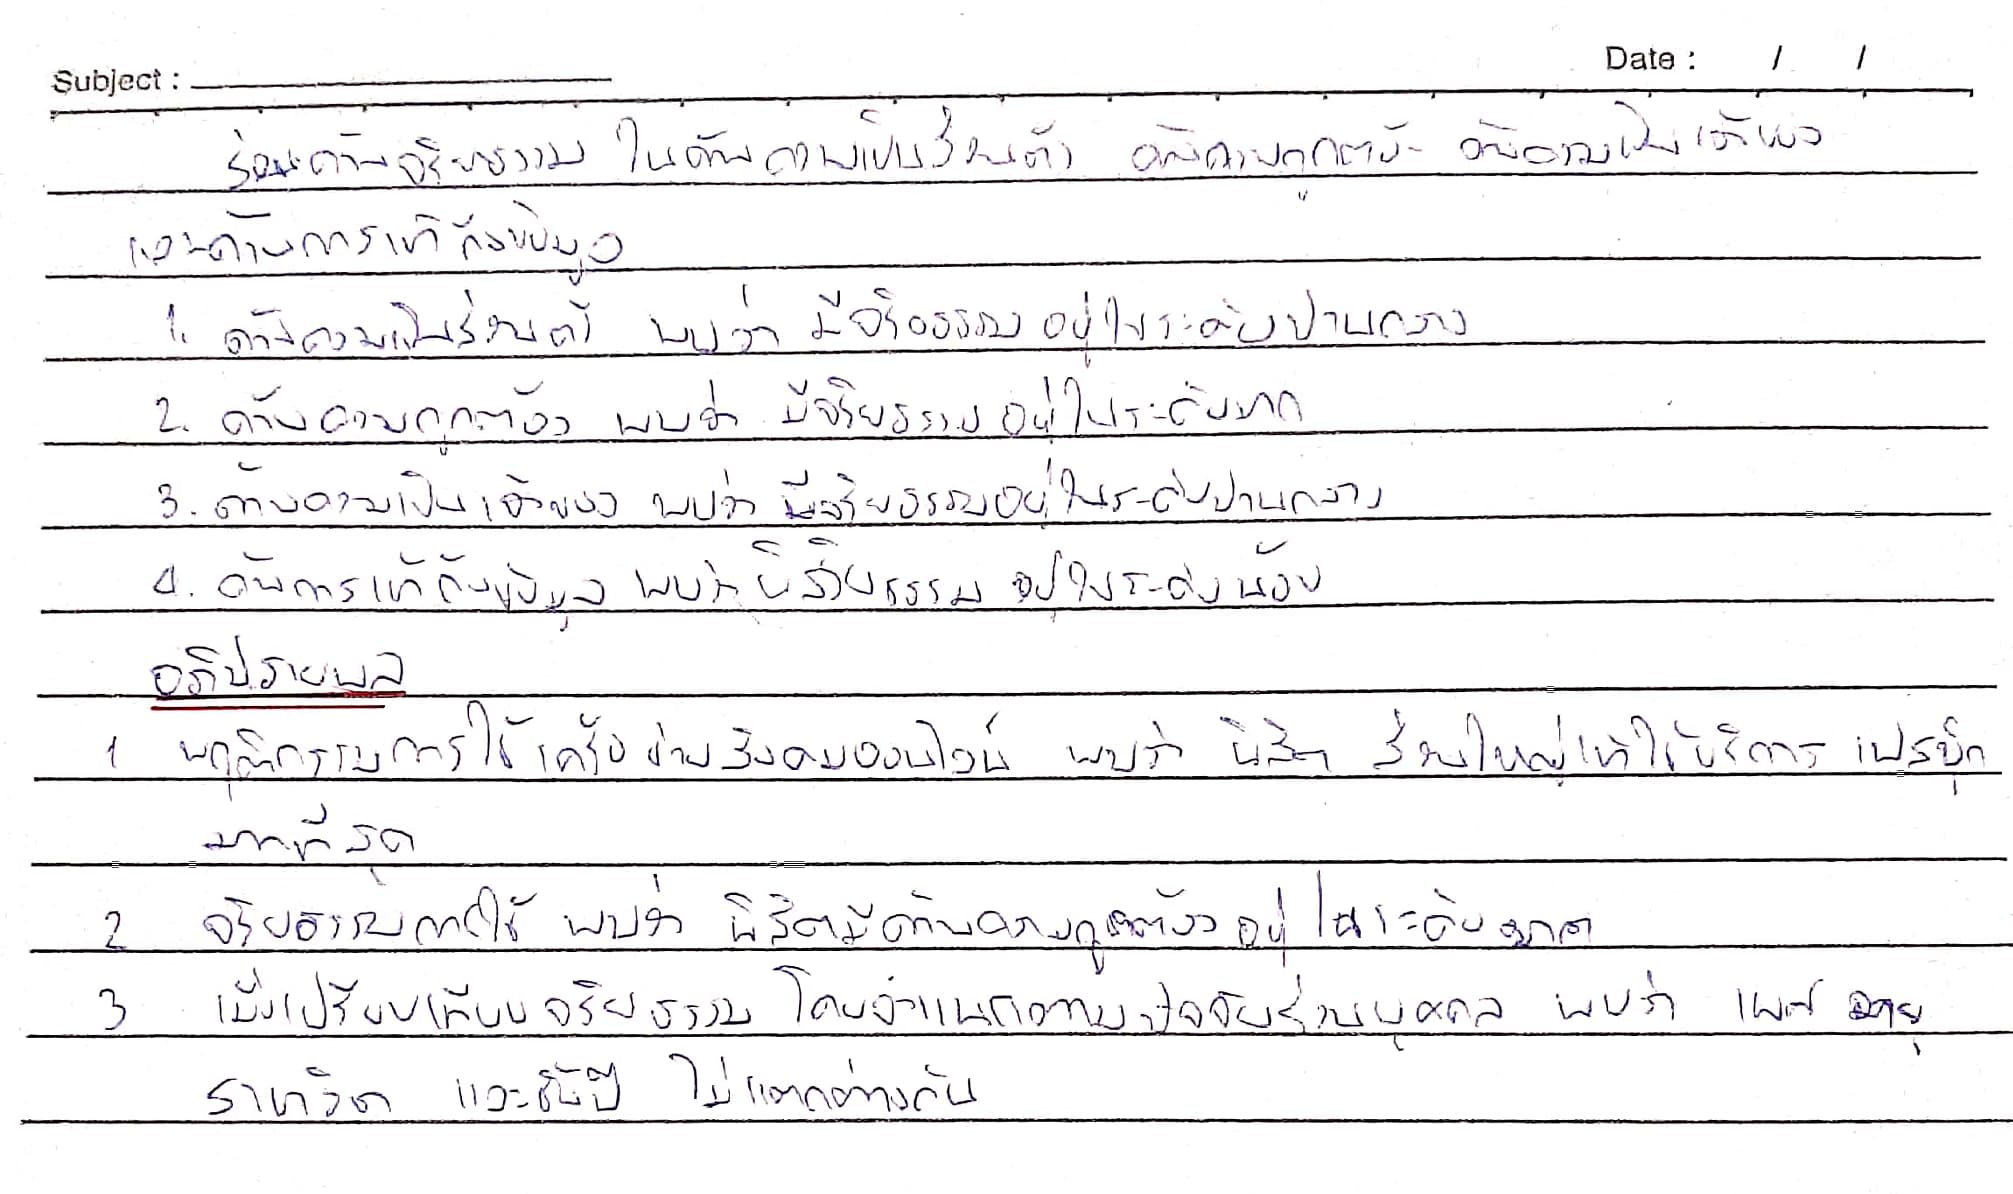 Subject : Date : / /
ด้านจริยธรรม ในด้านความเป็นส่วนตัว ด้านความถูกต้อง ด้านความเป็นเจ้าของ
และด้านการเข้าถึงข้อมูล
1. ด้านความเป็นส่วนตัว พบว่า มีจริยธรรมอยู่ในระดับปานกลาง
2. ด้านความถูกต้อง พบว่า มีจริยธรรมอยู่ในระดับมาก
3. ด้านความเป็นเจ้าของ พบว่า มีจริยธรรมอยู่ในระดับปานกลาง
4. ด้านการเข้าถึงข้อมูล พบว่า มีจริยธรรม อยู่ในระดับน้อย
อภิปรายผล
1 พฤติกรรมการใช้เครือข่ายสังคมออนไลน์ พบว่า นิสิต ส่วนใหญ่เข้าใช้บริการ เฟสบุ๊ก
มากที่สุด
2 จริยธรรมการใช้ พบว่า นิสิตมีด้านความถูกต้อง อยู่ในระดับ มาก
3 เมื่อเปรียบเทียบจริยธรรม โดยจำแนกตามปัจจัยส่วนบุคคล พบว่า เพศ อายุ
รายวิชา และชั้นปี ไม่แตกต่างกัน